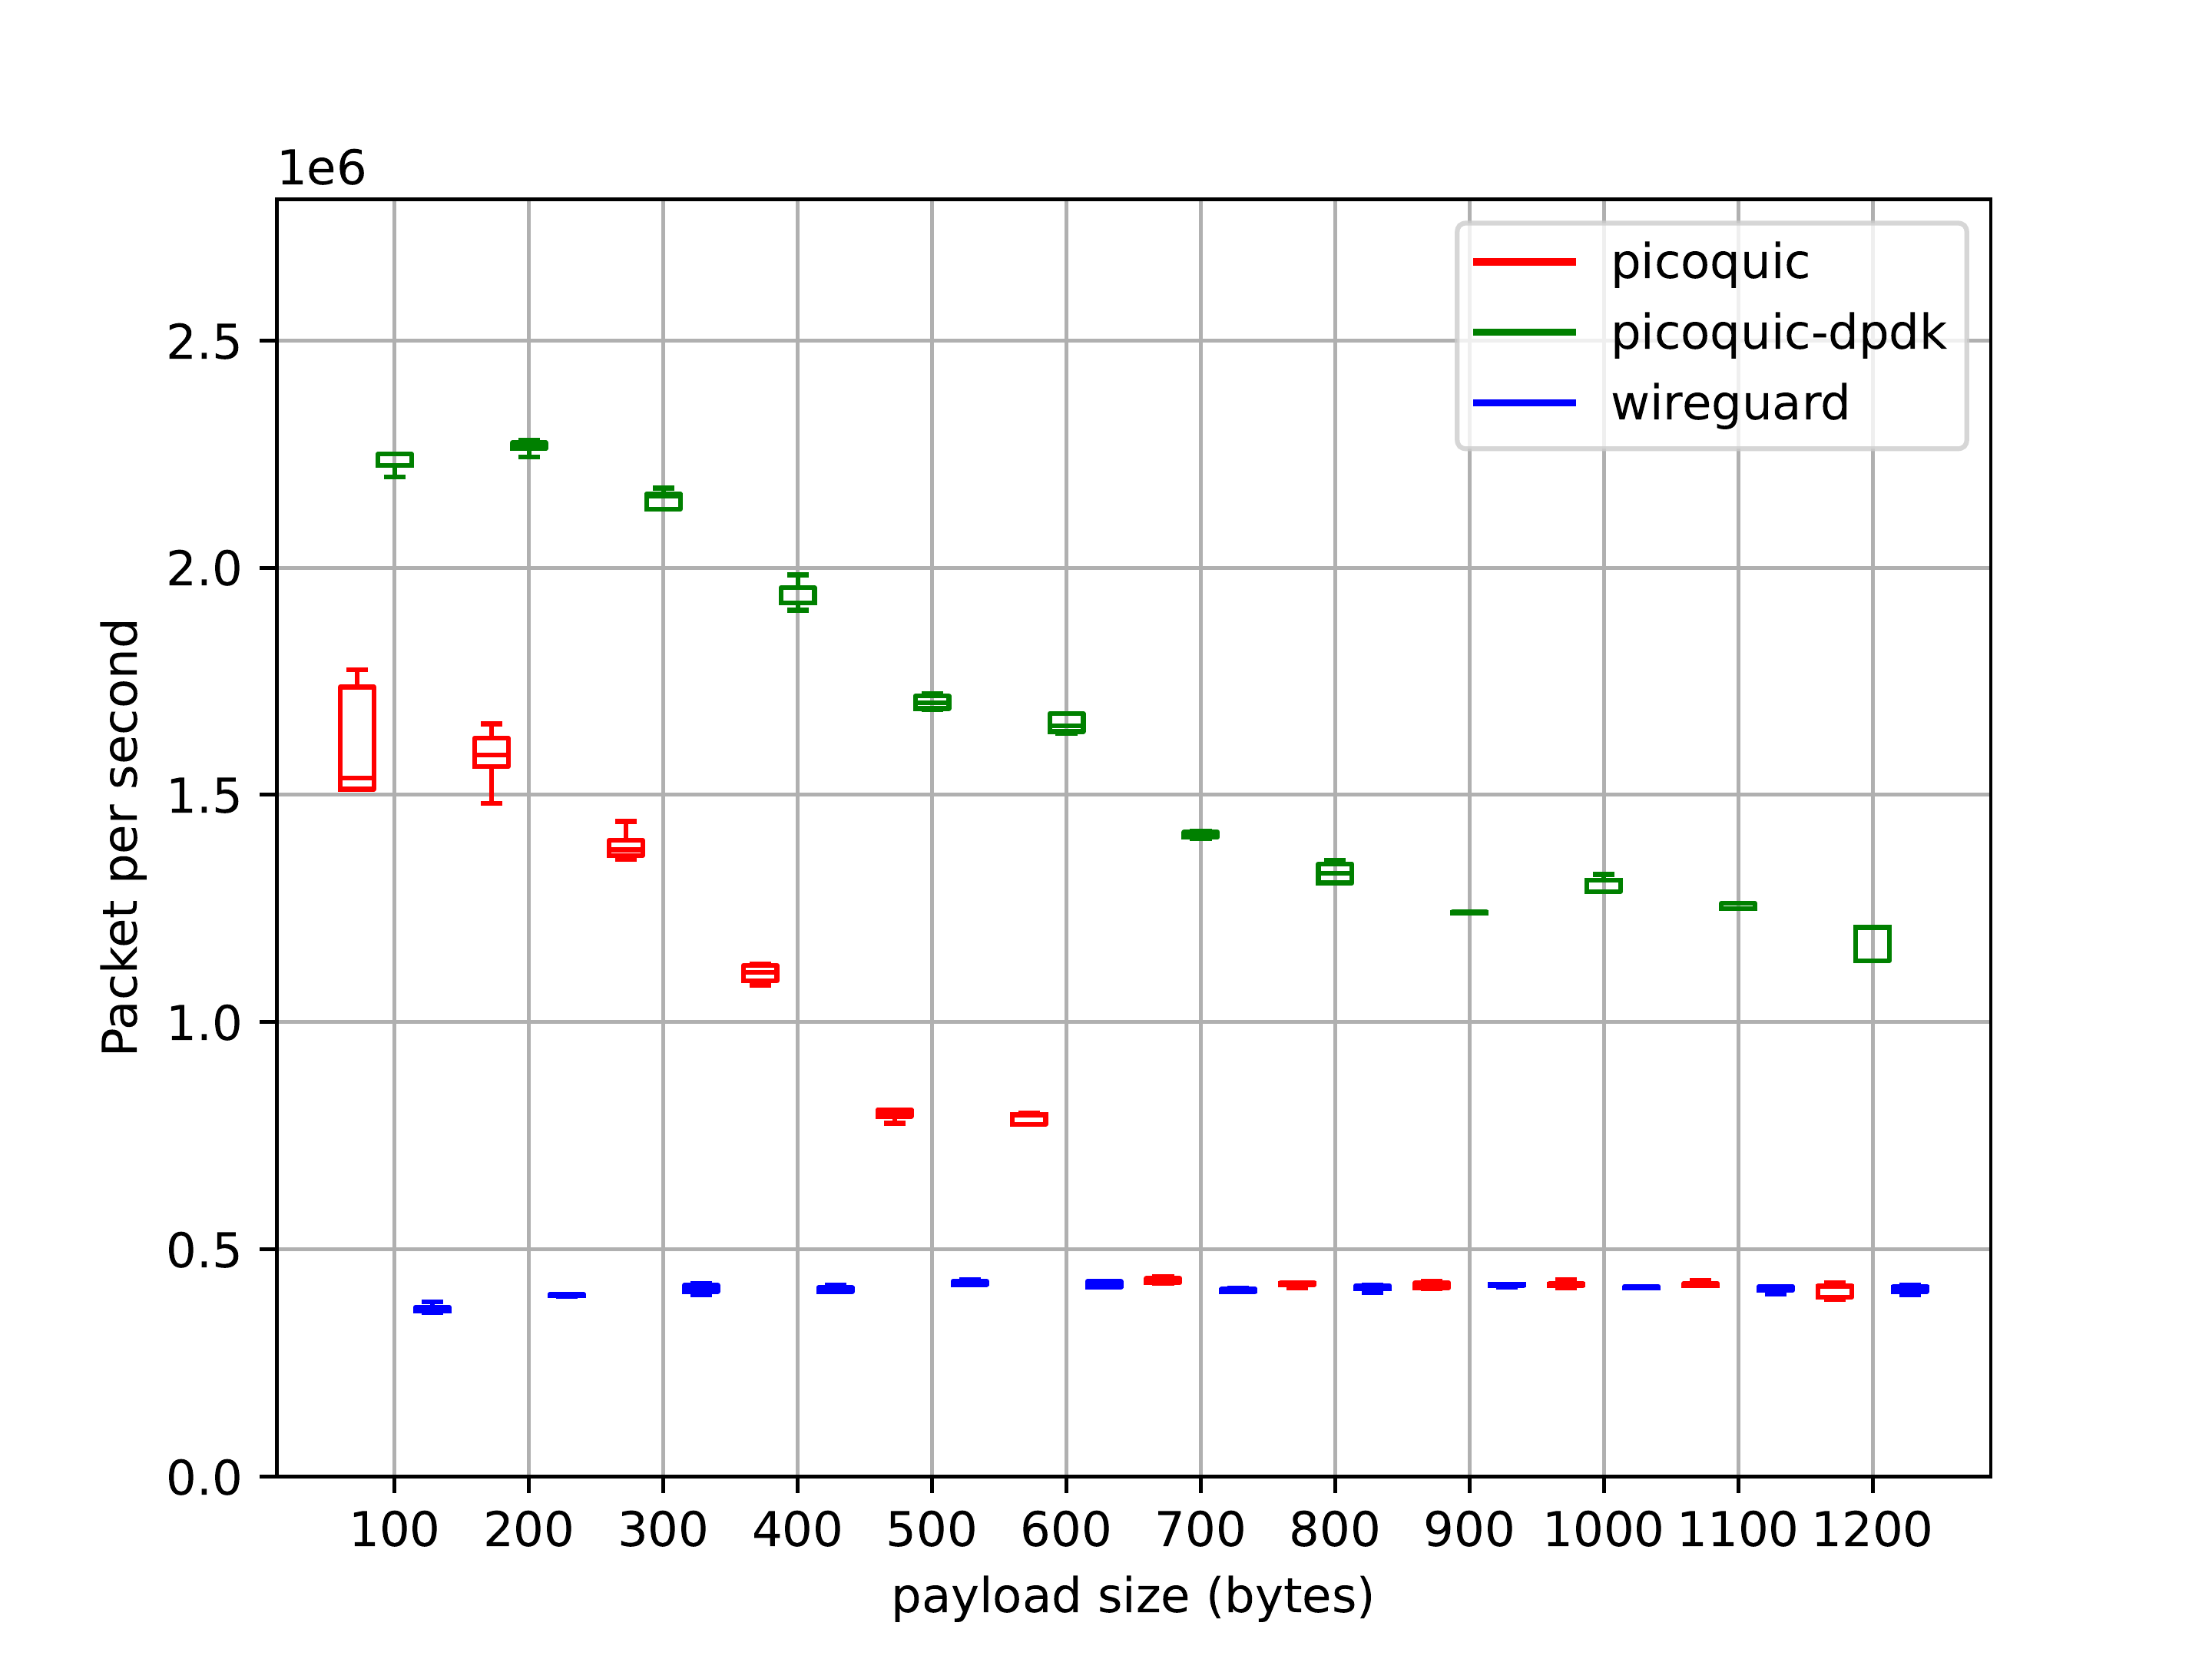 1e6
picoquic
picoquic-dpdk
wireguard
2.5
2.0
1.5
1.0
0.5
0.0
Packet per second
100 200 300 400 500 600 700 800 900 1000 1100 1200
payload size (bytes)